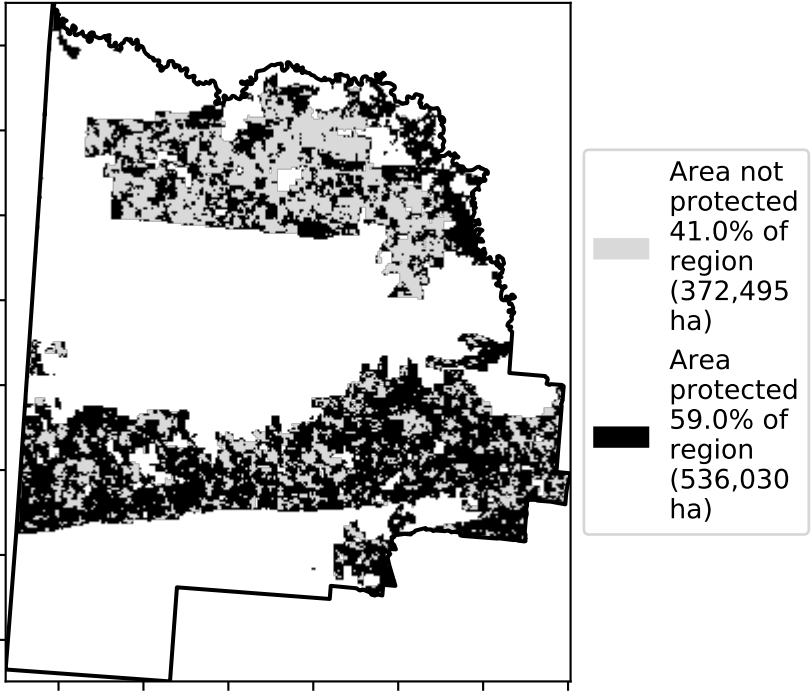 Area not
protected
41.0% of
region
(372,495
ha)
Area
protected
59.0% of
region
(536,030
ha)